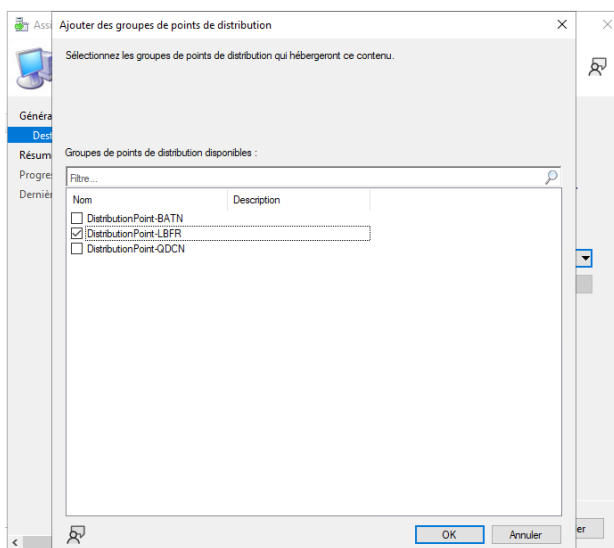 Assi
Ajouter des groupes de points de distribution
Sélectionnez les groupes de points de distribution qui hébergeront ce contenu.
Généra
Dest
Résum
Progre
Dernièr
Groupes de points de distribution disponibles :
Filtre...
Nom Description
DistributionPoint-BATN
DistributionPoint-LBFR
DistributionPoint-QDCN
OK Annuler
er